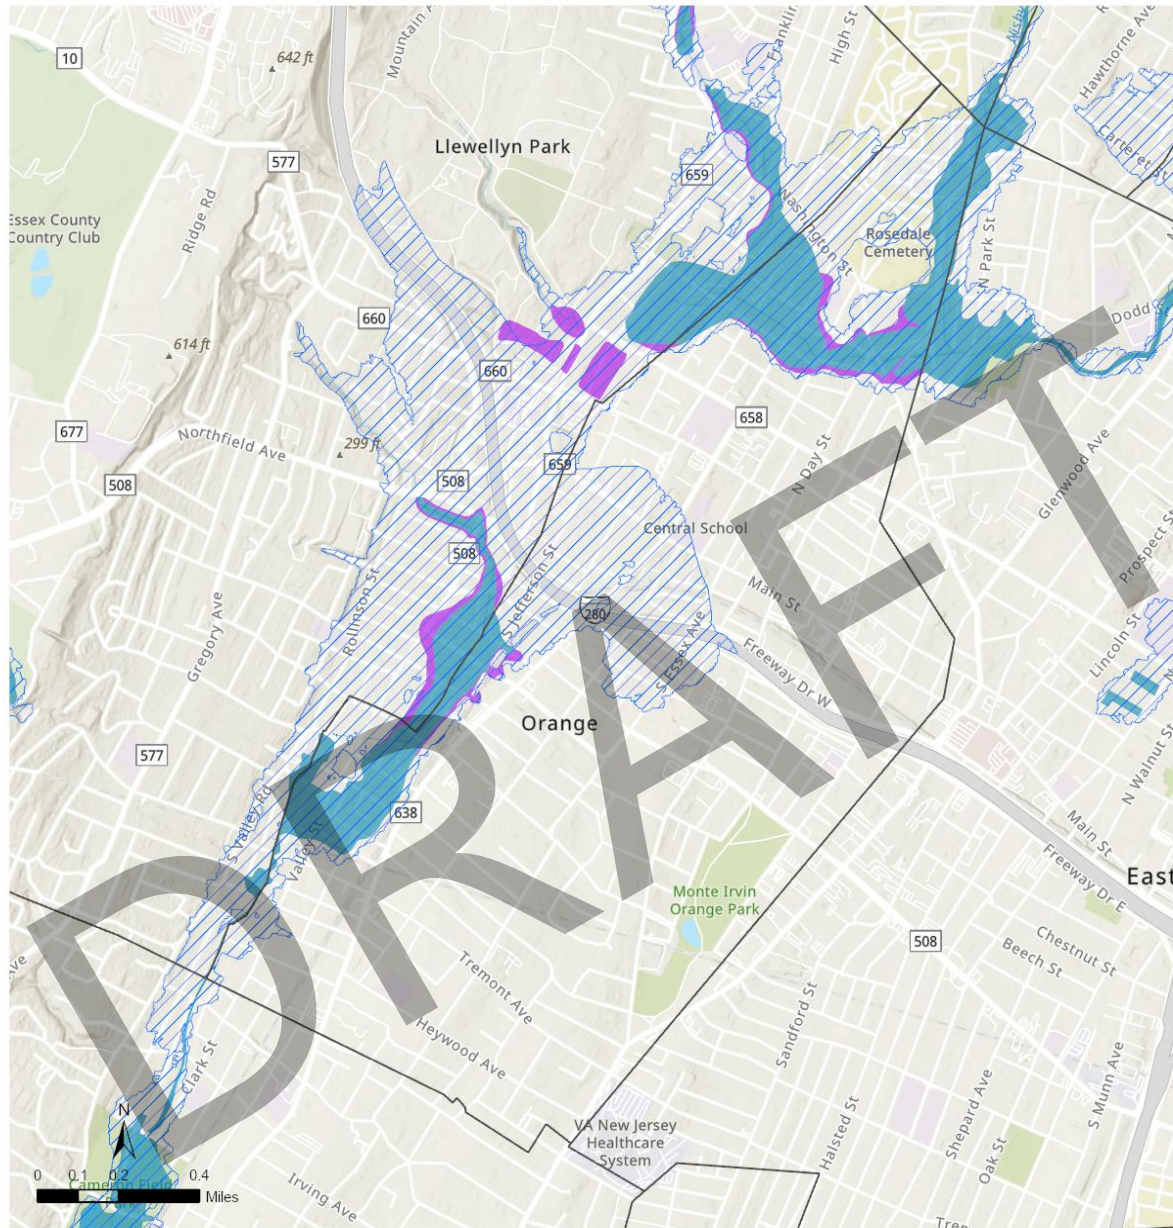 Mountain A
Franklin
High St
Nishu
Hawthorne Ave
10
642 ft
Carteret St
Llewellyn Park
577
659
Ridge Rd
Essex County
Country Club
Washington St
Rosedale
Cemetery
N Park St
660
Dodd
614 ft
660
658
677
Northfield Ave
299 ft
N Day St
Glenwood Ave
508
508
659
Central School
508
S Jefferson St
Prospect St
Main St
280
Rollinson St
Gregory Ave
S Essex Ave
Freeway Dr W
Lincoln St
Orange
577
N Walnut St
638
S Valley Rd
Valley St
Main St
Freeway Dr E
East
Monte Irvin
Orange Park
508
Chestnut St
Beech St
Ave
Tremont Ave
Sandford St
Heywood Ave
Clark St
S Munn Ave
DRAFT
N
VA New Jersey
Healthcare
System
Halsted St
Shepard Ave
Oak St
0 0.1 0.2 0.4
Miles
Cameron Field
Park
Irving Ave
Trem